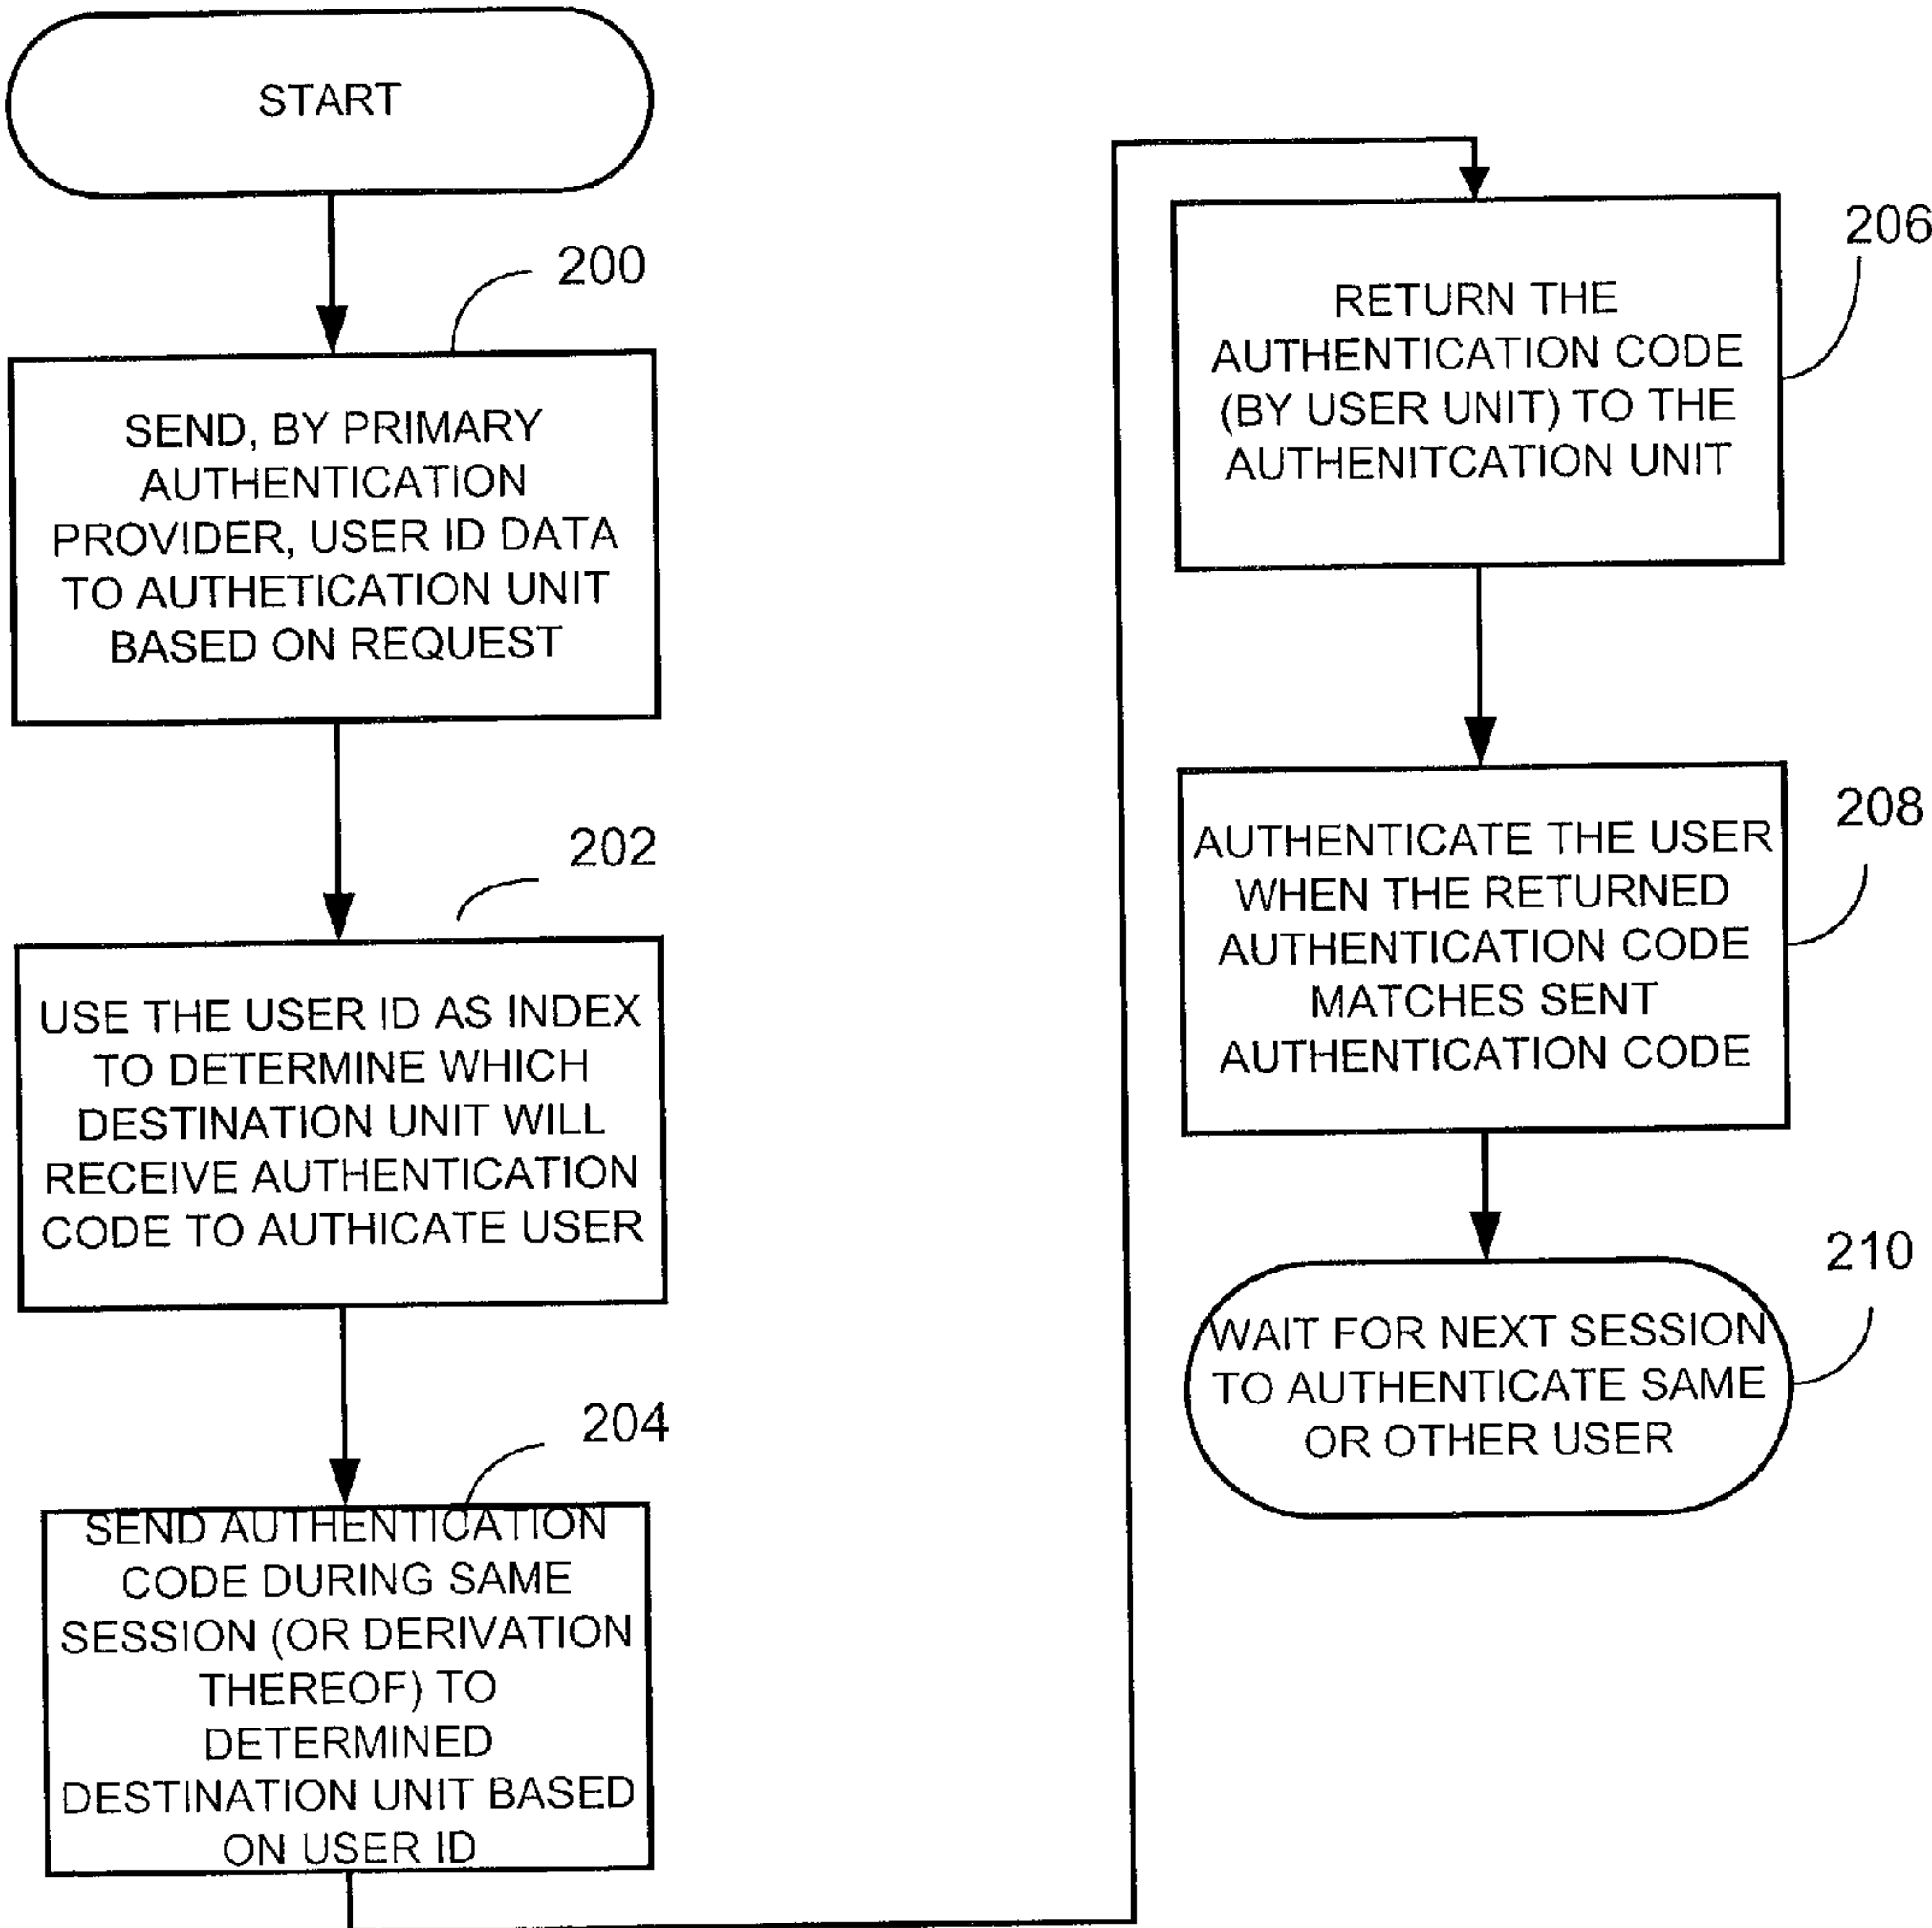 START
200
SEND, BY PRIMARY
AUTHENTICATION
PROVIDER, USER ID DATA
TO AUTHETICATION UNIT
BASED ON REQUEST
202
USE THE USER ID AS INDEX
TO DETERMINE WHICH
DESTINATION UNIT WILL
RECEIVE AUTHENTICATION
CODE TO AUTHICATE USER
204
SEND AUTHENTICATION
CODE DURING SAME
SESSION (OR DERIVATION
THEREOF) TO
DETERMINED
DESTINATION UNIT BASED
ON USER ID
206
RETURN THE
AUTHENTICATION CODE
(BY USER UNIT) TO THE
AUTHENITCATION UNIT
208
AUTHENTICATE THE USER
WHEN THE RETURNED
AUTHENTICATION CODE
MATCHES SENT
AUTHENTICATION CODE
210
WAIT FOR NEXT SESSION
TO AUTHENTICATE SAME
OR OTHER USER